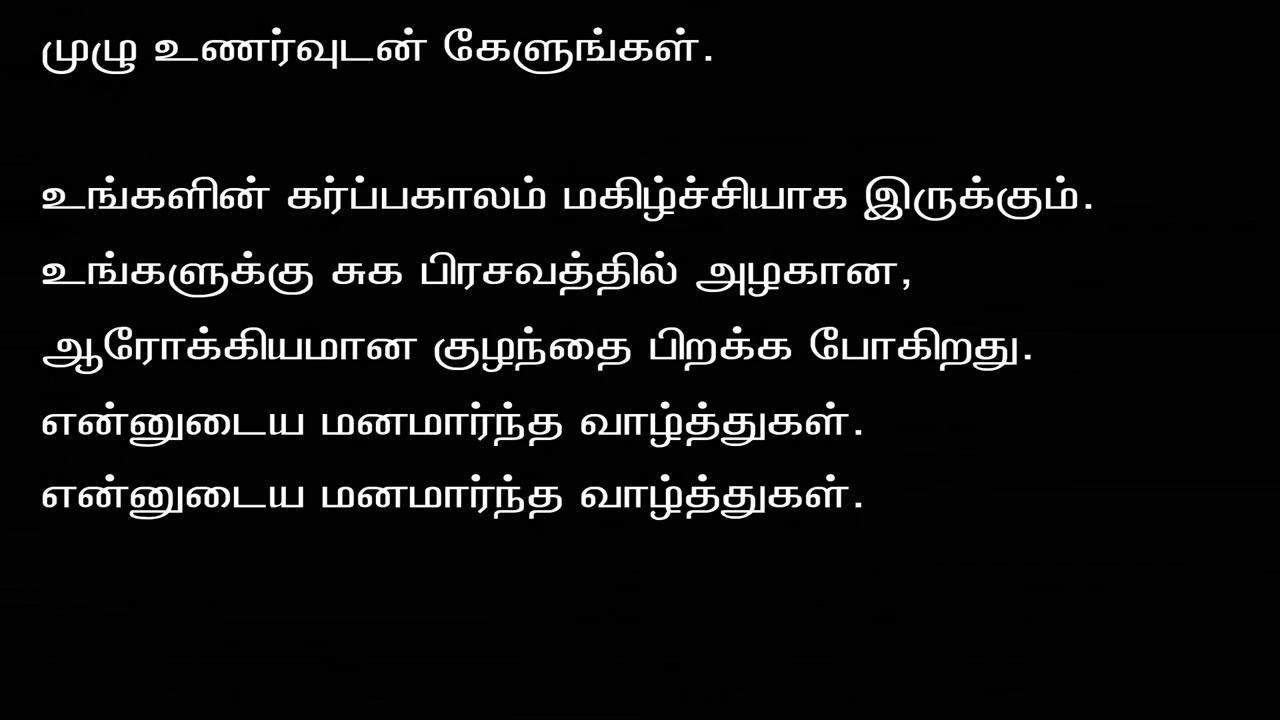 முழு உணர்வுடன் கேளுங்கள்.
உங்களின் கர்ப்பகாலம் மகிழ்ச்சியாக இருக்கும்.
உங்களுக்கு சுக பிரசவத்தில் அழகான,
ஆரோக்கியமான குழந்தை பிறக்க போகிறது.
என்னுடைய மனமார்ந்த வாழ்த்துகள்.
என்னுடைய மனமார்ந்த வாழ்த்துகள்.